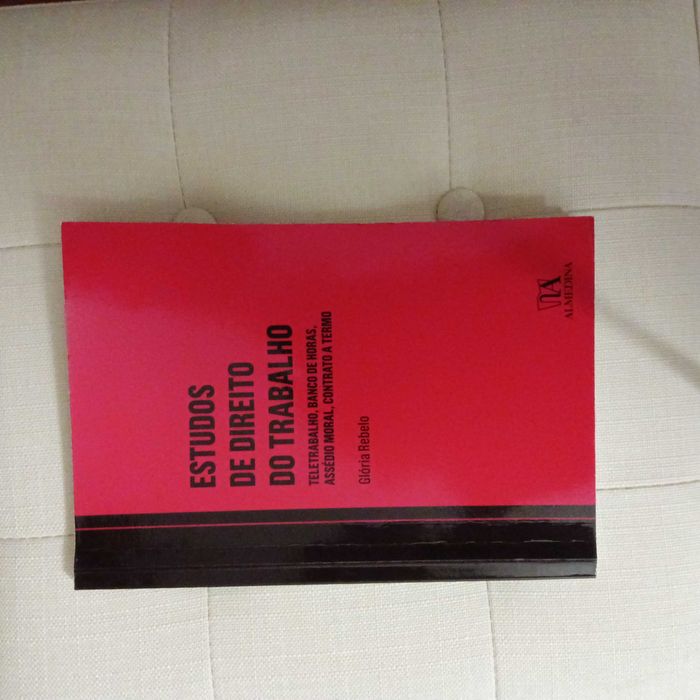 ESTUDOS
DE DIREITO
DO TRABALHO
TELETRABALHO, BANCO DE HORAS,
ASSÉDIO MORAL, CONTRATO A TERMO
Glória Rebelo
ALMEDINA